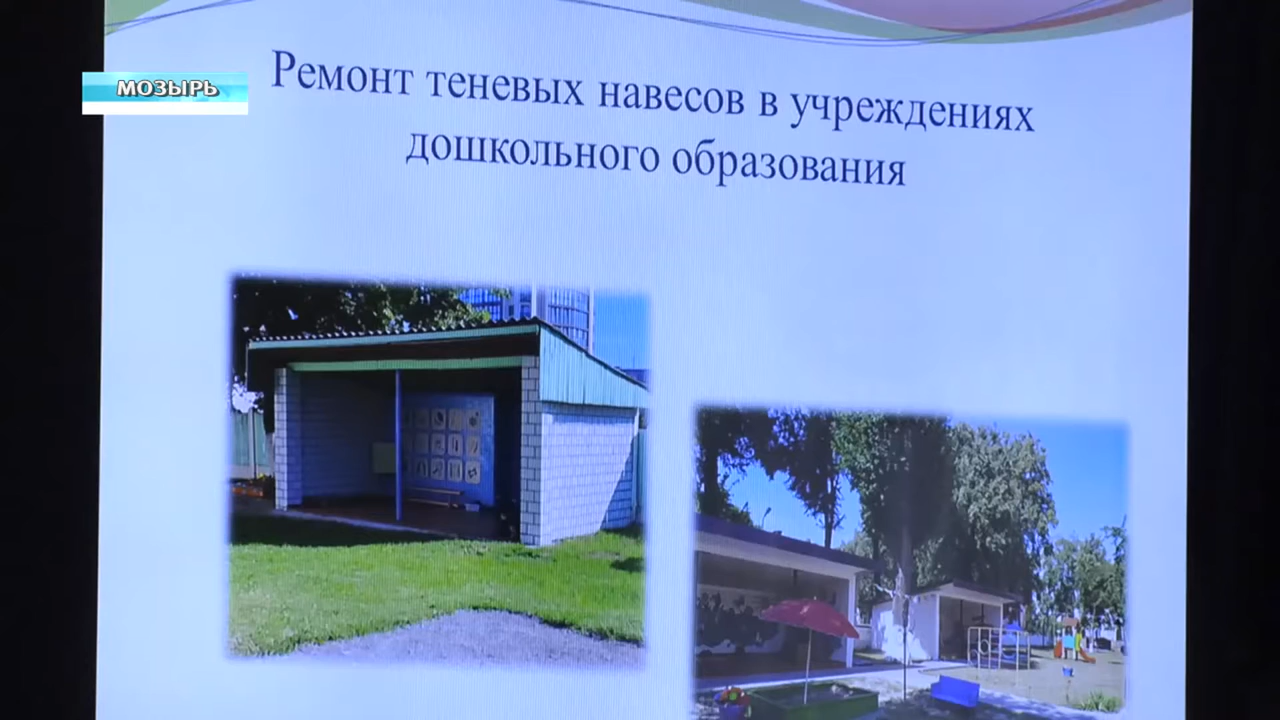 МОЗЫРЬ
Ремонт теневых навесов в учреждениях
дошкольного образования